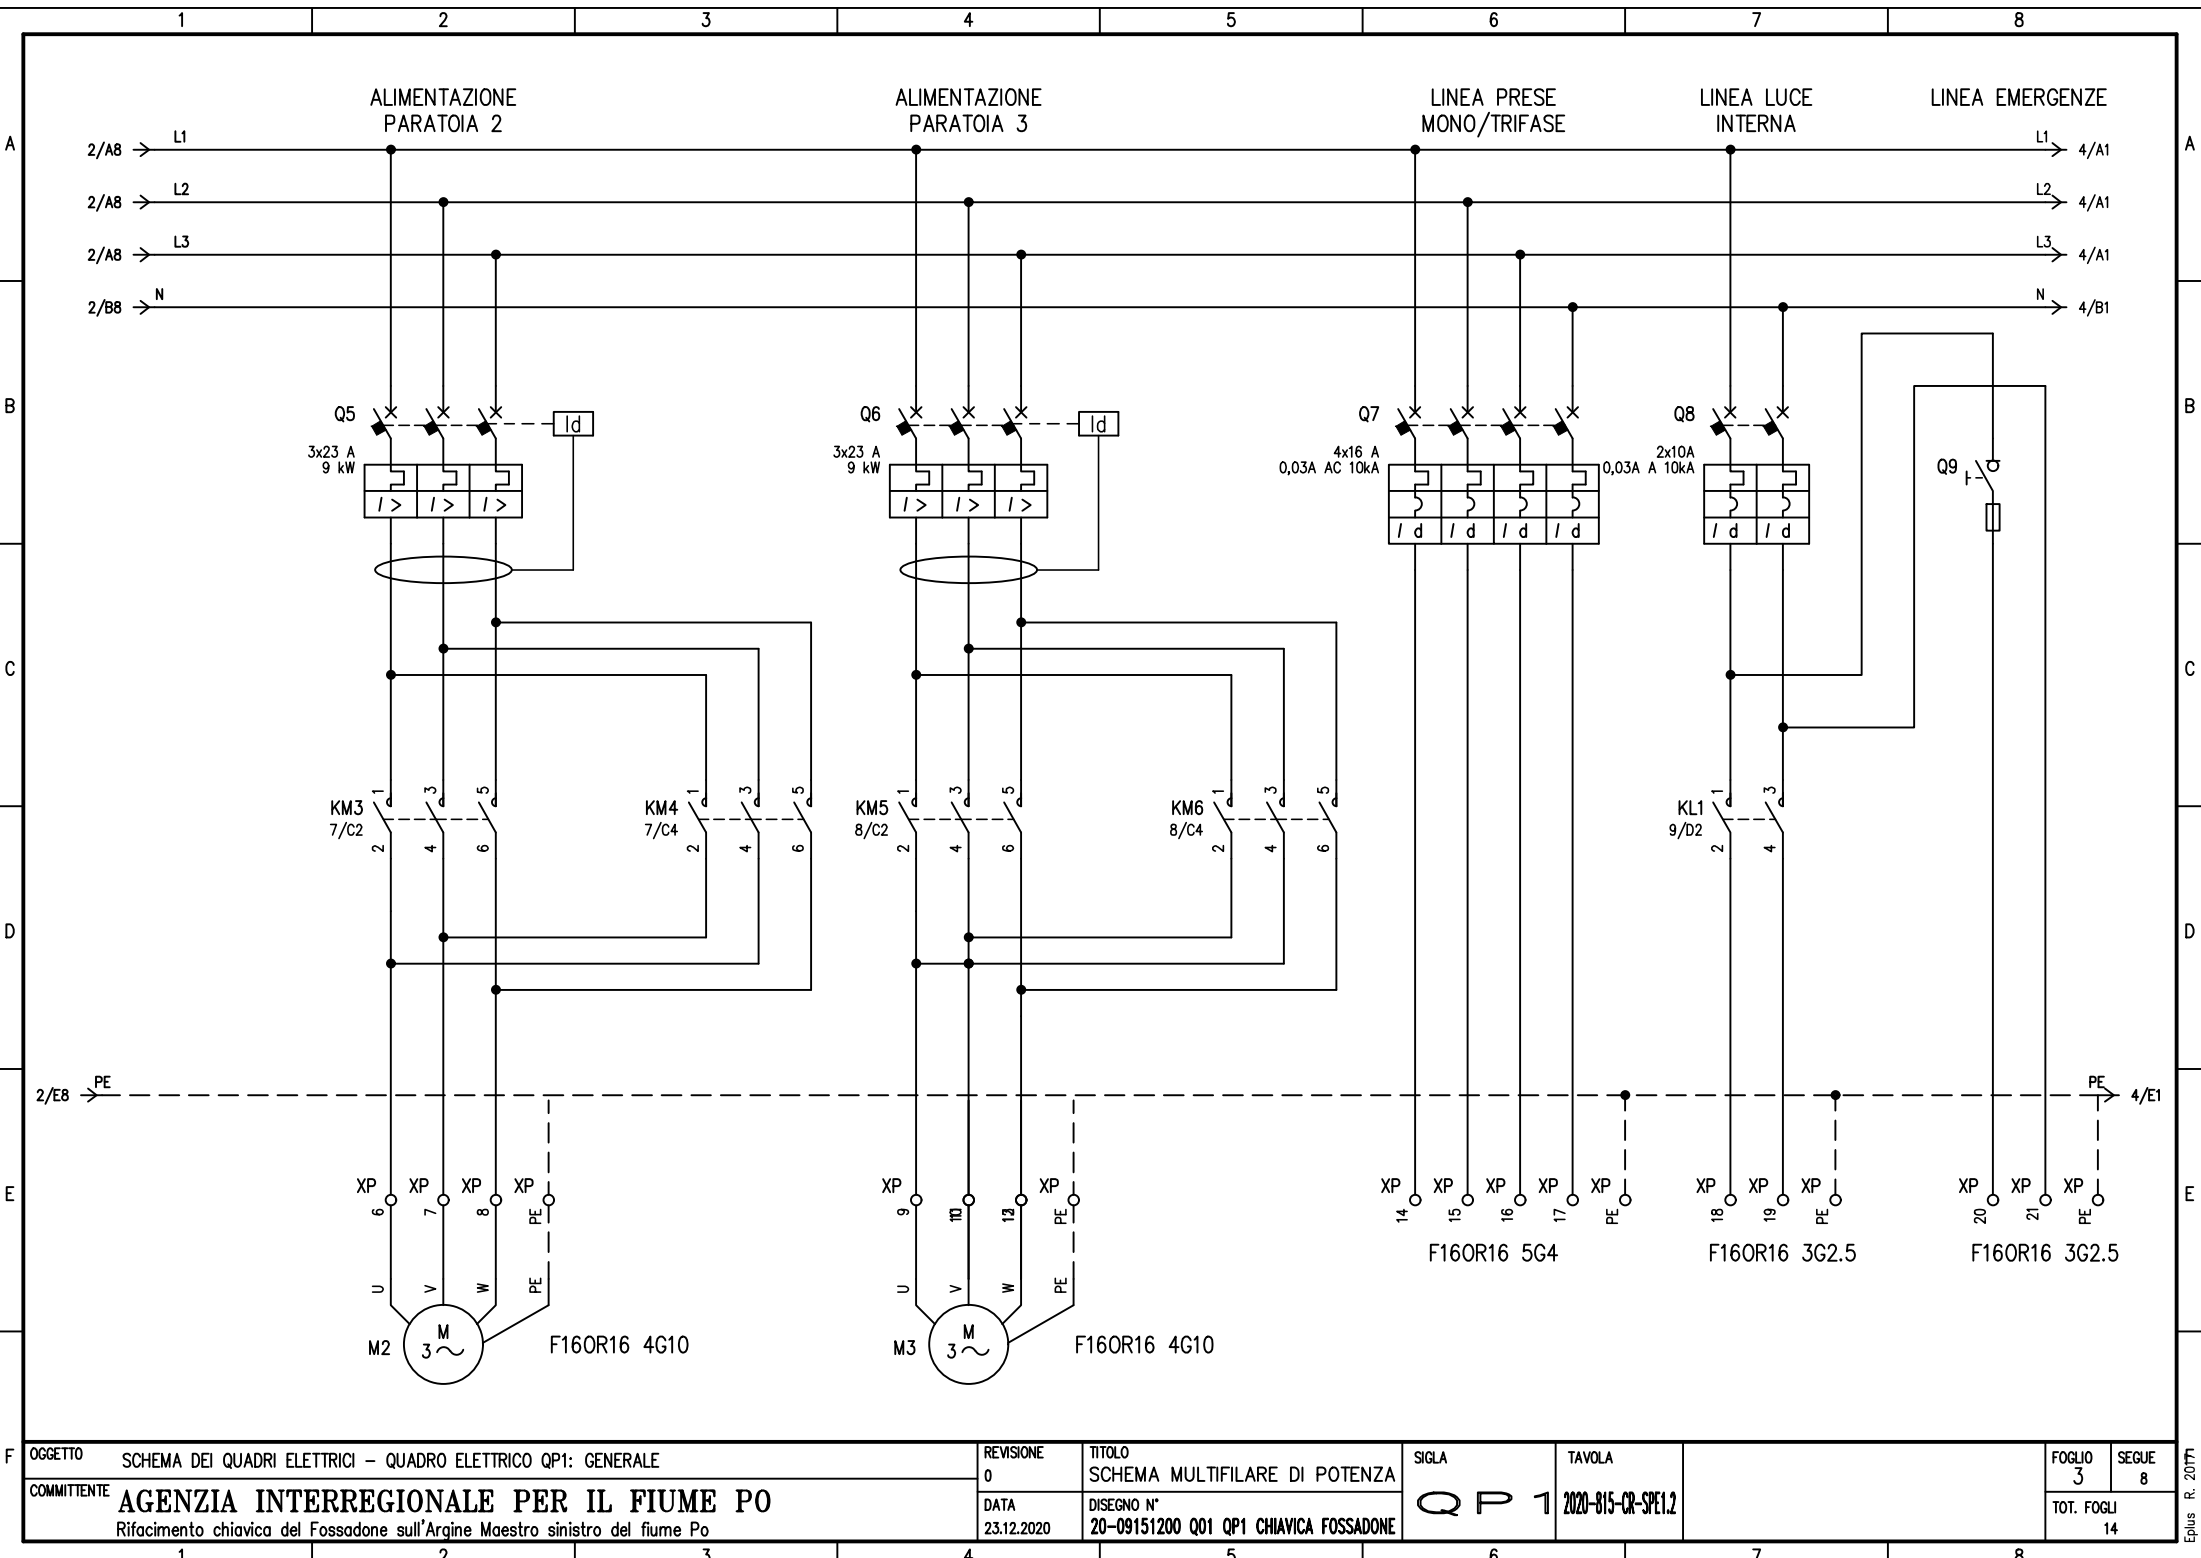 1 2 3 4 5 6 7 8
ALIMENTAZIONE
PARATOIA 2
ALIMENTAZIONE
PARATOIA 3
LINEA PRESE
MONO/TRIFASE
LINEA LUCE
INTERNA
LINEA EMERGENZE
A A
2/A8 L1 L1 4/A1
2/A8 L2 L2 4/A1
2/A8 L3 L3 4/A1
2/B8 N N 4/B1
B B
Q5 Id Q6 Id Q7 Q8 Q9
3x23 A
9 kW
3x23 A
9 kW
4x16 A
0,03A AC 10kA
2x10A
0,03A A 10kA
I > I > I > I > I > I >
I d I d I d I d I d I d
C C
1 3 5 1 3 5 1 3 5 1 3 5 1 3
KM3 KM4 KM5 KM6 KL1
7/C2 7/C4 8/C2 8/C4 9/D2
2 4 6 2 4 6 2 4 6 2 4 6 2 4
D D
2/E8 PE PE 4/E1
E E
XP XP XP XP XP XP XP XP XP XP XP XP XP XP XP XP XP
6 7 8 PE 9 PE 14 15 16 17 PE 18 19 PE 20 21 PE
F16OR16 5G4 F16OR16 3G2.5 F16OR16 3G2.5
U V W PE U V W PE
M2 M 3 F16OR16 4G10 M3 M 3 F16OR16 4G10
F F
OGGETTO SCHEMA DEI QUADRI ELETTRICI - QUADRO ELETTRICO QP1: GENERALE
COMMITTENTE AGENZIA INTERREGIONALE PER IL FIUME PO
Rifacimento chiavica del Fossadone sull'Argine Maestro sinistro del fiume Po
REVISIONE
0
DATA
23.12.2020
TITOLO
SCHEMA MULTIFILARE DI POTENZA
DISEGNO N°
20-09151200 Q01 QP1 CHIAVICA FOSSADONE
SIGLA
QP1
TAVOLA
2020-815-CR-SPE1.2
FOGLIO
3
SEGUE
8
TOT. FOGLI
14
Eplus R. 2017
1 2 3 4 5 6 7 8